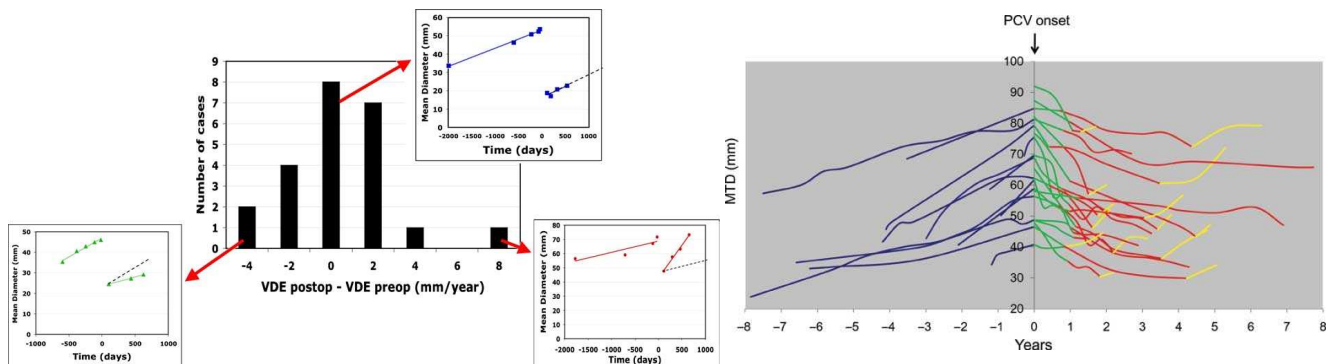 PCV onset
Mean Diameter (mm)
60
50
40
30
20
10
0
-2000 -1500 -1000 -500 0 500 1000
Time (days)
Number of cases
9
8
7
6
5
4
3
2
1
0
-4 -2 0 2 4 6 8
VDE postop - VDE preop (mm/year)
Mean Diameter (mm)
50
40
30
20
10
0
-1000 -500 0 500 1000
Time (days)
Mean Diameter (mm)
80
70
60
50
40
30
20
10
0
-2000 -1500 -1000 -500 0 500 1000
Time (days)
MTD (mm)
100
90
80
70
60
50
40
30
20
–8 –7 –6 –5 –4 –3 –2 –1 0 1 2 3 4 5 6 7 8
Years